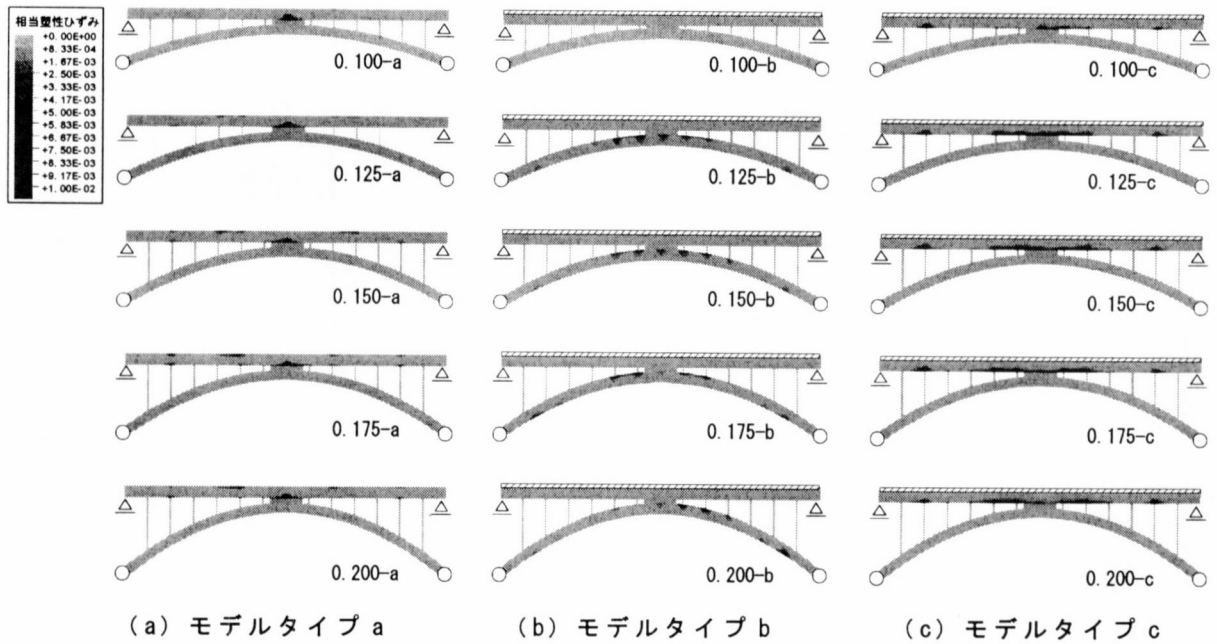 相当塑性ひずみ
+0.00E+00
+8.33E-04
+1.67E-03
+2.50E-03
+3.33E-03
+4.17E-03
+5.00E-03
+5.83E-03
+6.67E-03
+7.50E-03
+8.33E-03
+9.17E-03
+1.00E-02
0.100-a
0.100-b
0.100-c
0.125-a
0.125-b
0.125-c
0.150-a
0.150-b
0.150-c
0.175-a
0.175-b
0.175-c
0.200-a
0.200-b
0.200-c
(a) モデルタイプa
(b) モデルタイプb
(c) モデルタイプc